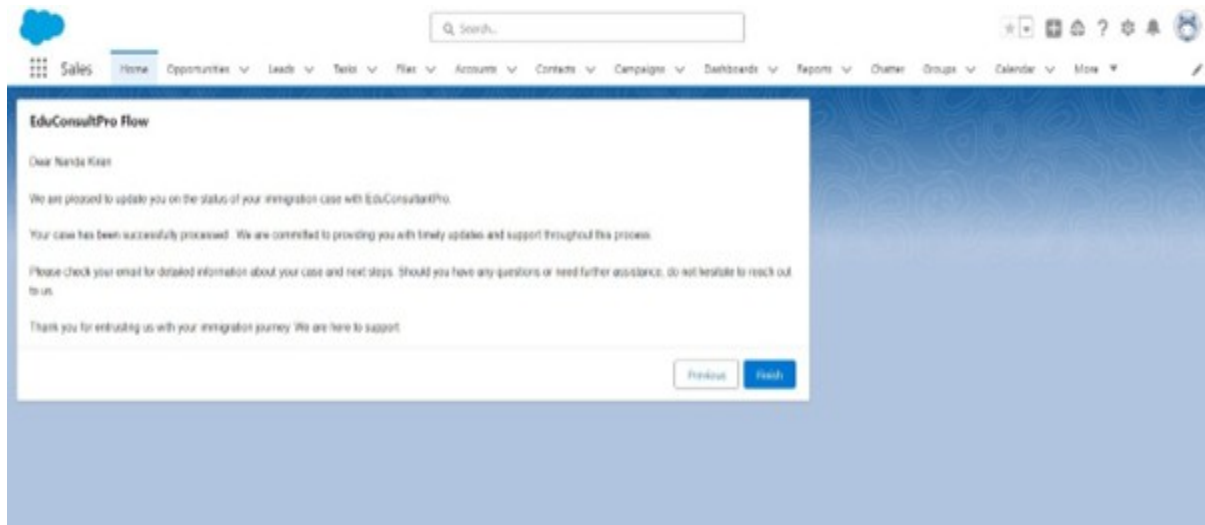 Search...
Sales Home Opportunities Leads Tasks Files Accounts Contacts Campaigns Dashboards Reports Chatter Groups Calendar More
EduConsultPro Flow
Dear Nanda Kiran
We are pleased to update you on the status of your immigration case with EduConsultantPro.
Your case has been successfully processed . We are committed to providing you with timely updates and support throughout this process.
Please check your email for detailed information about your case and next steps. Should you have any questions or need further assistance, do not hesitate to reach out
to us.
Thank you for entrusting us with your immigration journey. We are here to support.
Previous Finish